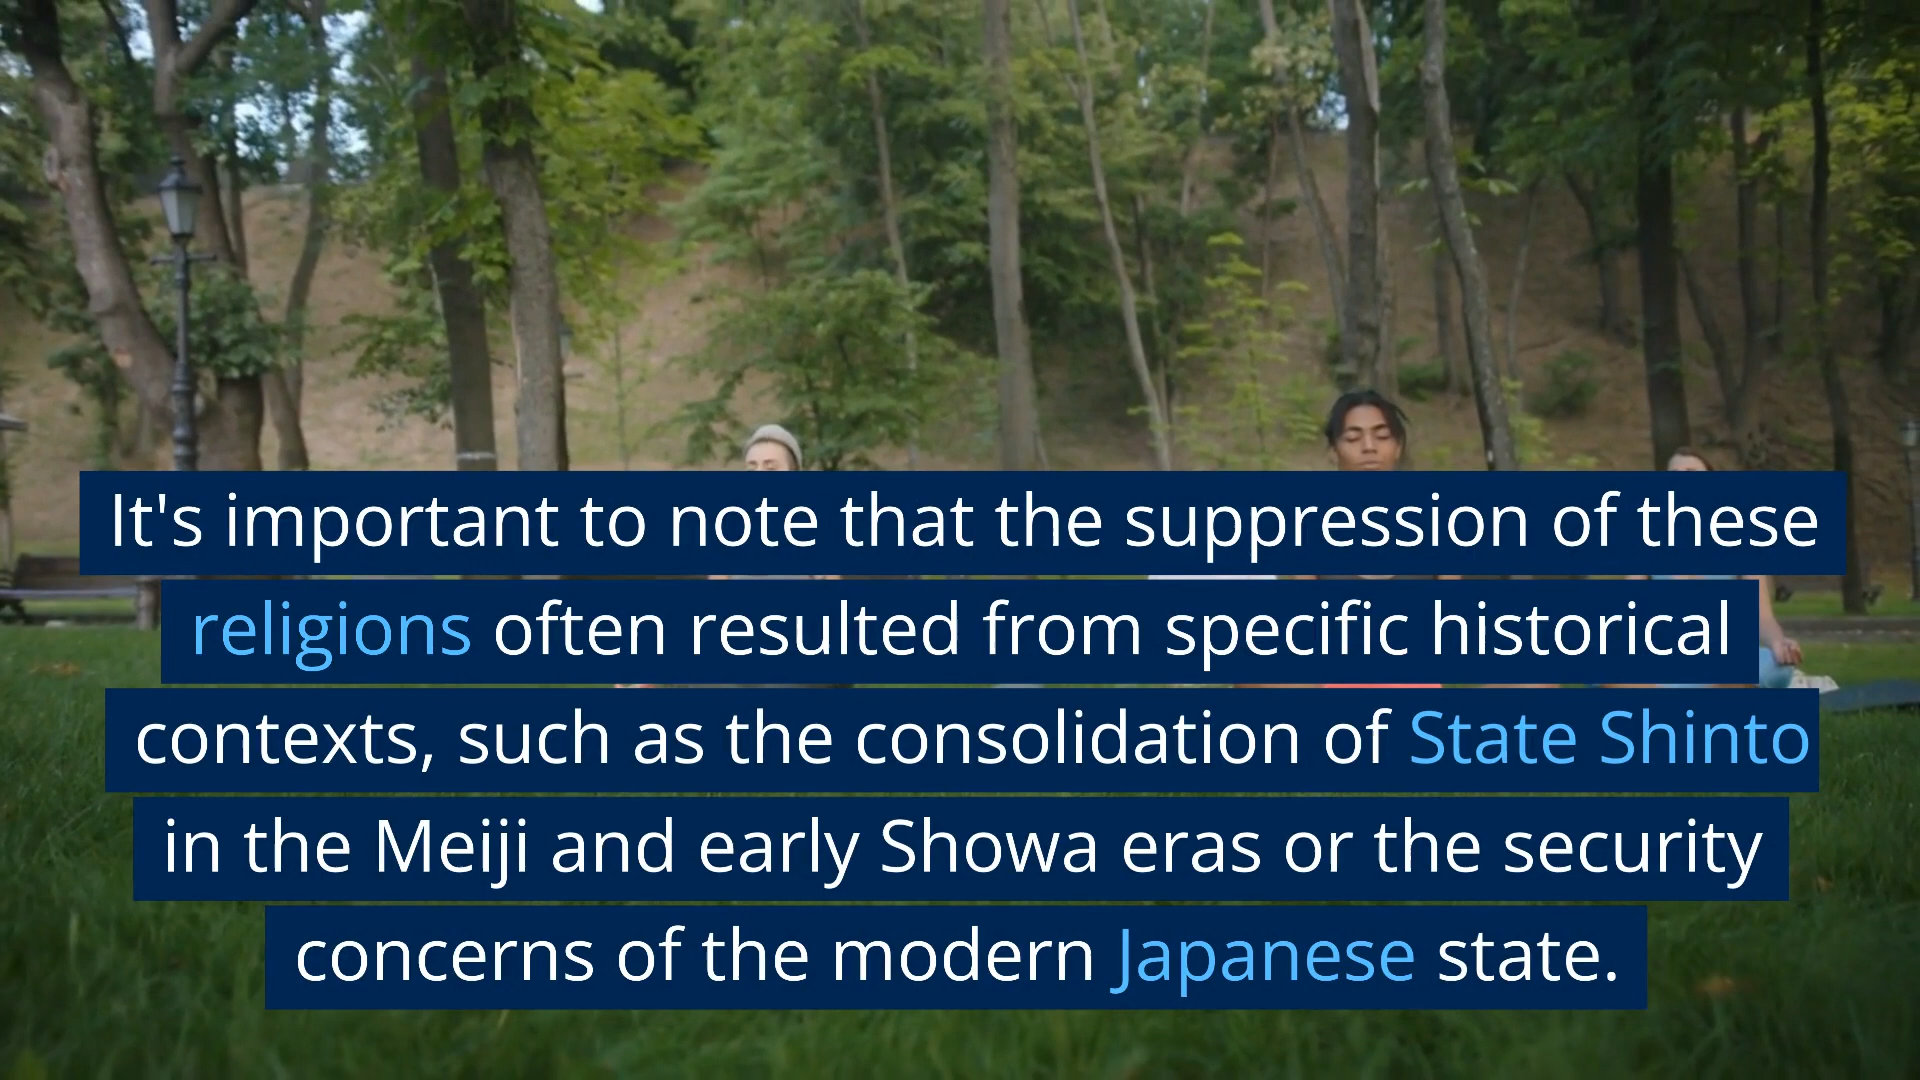 It's important to note that the suppression of these
religions often resulted from specific historical
contexts, such as the consolidation of State Shinto
in the Meiji and early Showa eras or the security
concerns of the modern Japanese state.